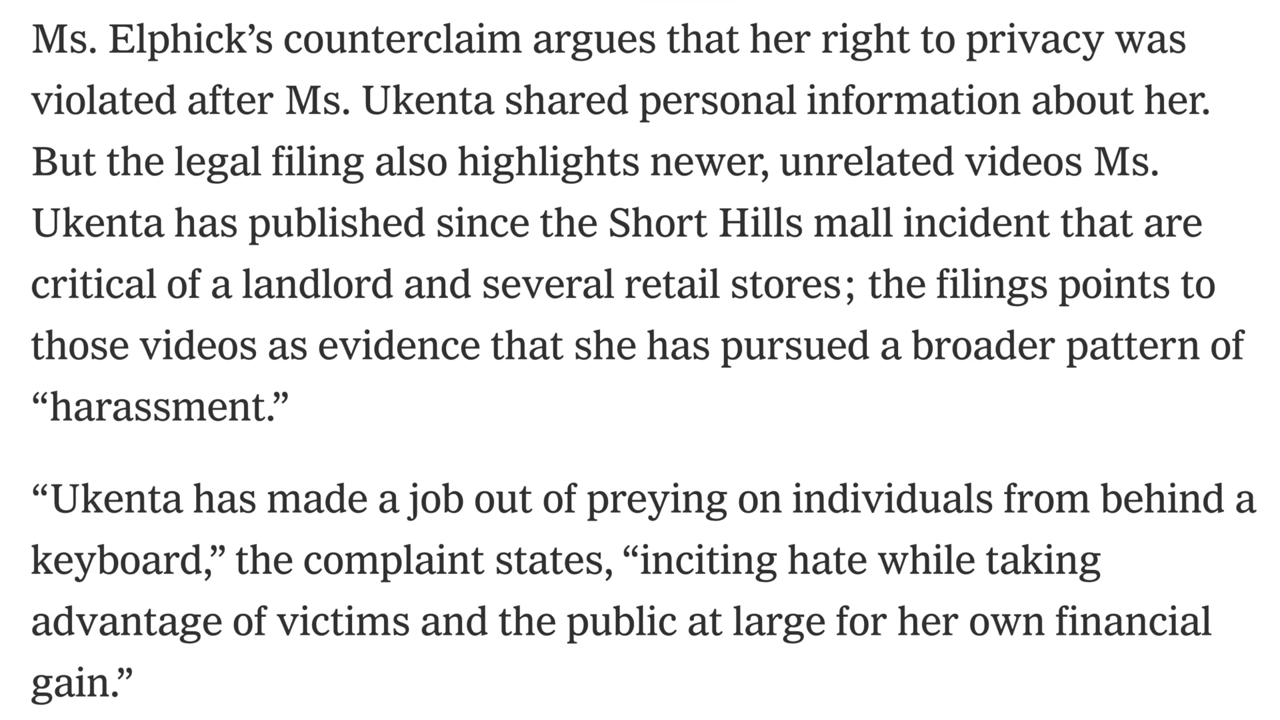 Ms. Elphick’s counterclaim argues that her right to privacy was
violated after Ms. Ukenta shared personal information about her.
But the legal filing also highlights newer, unrelated videos Ms.
Ukenta has published since the Short Hills mall incident that are
critical of a landlord and several retail stores; the filings points to
those videos as evidence that she has pursued a broader pattern of
“harassment.”
“Ukenta has made a job out of preying on individuals from behind a
keyboard,” the complaint states, “inciting hate while taking
advantage of victims and the public at large for her own financial
gain.”